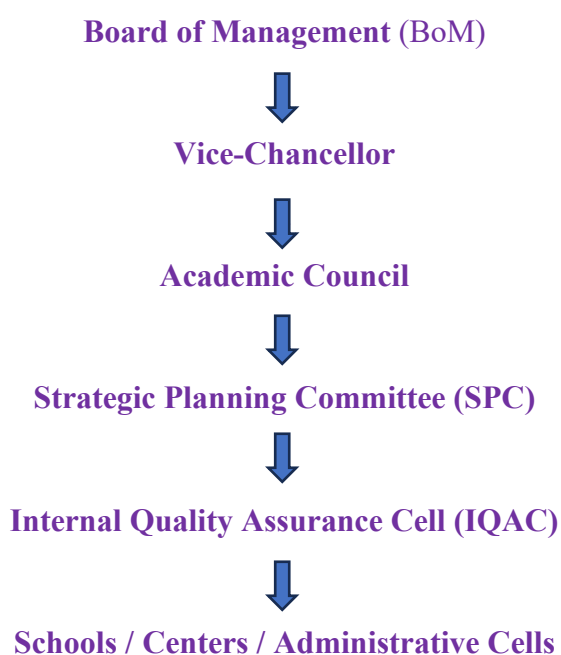 Board of Management (BoM)
Vice-Chancellor
Academic Council
Strategic Planning Committee (SPC)
Internal Quality Assurance Cell (IQAC)
Schools / Centers / Administrative Cells